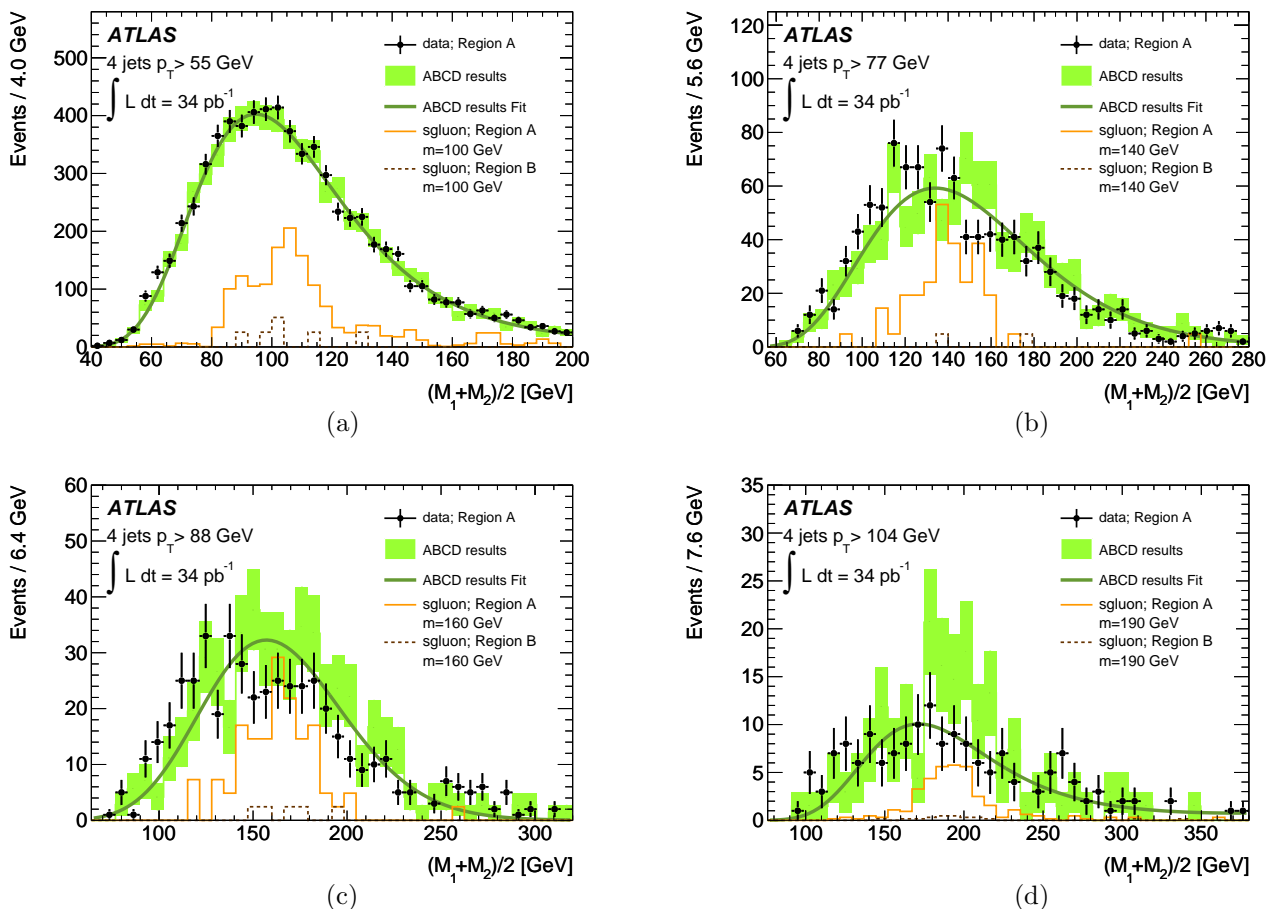 ATLAS
4 jets p_T > 55 GeV
∫ L dt = 34 pb^-1
data; Region A
ABCD results
ABCD results Fit
sgluon; Region A
m=100 GeV
sgluon; Region B
m=100 GeV
Events / 4.0 GeV
500
400
300
200
100
0
40 60 80 100 120 140 160 180 200
(M_1+M_2)/2 [GeV]
(a)
ATLAS
4 jets p_T > 77 GeV
∫ L dt = 34 pb^-1
data; Region A
ABCD results
ABCD results Fit
sgluon; Region A
m=140 GeV
sgluon; Region B
m=140 GeV
Events / 5.6 GeV
120
100
80
60
40
20
0
60 80 100 120 140 160 180 200 220 240 260 280
(M_1+M_2)/2 [GeV]
(b)
ATLAS
4 jets p_T > 88 GeV
∫ L dt = 34 pb^-1
data; Region A
ABCD results
ABCD results Fit
sgluon; Region A
m=160 GeV
sgluon; Region B
m=160 GeV
Events / 6.4 GeV
60
50
40
30
20
10
0
100 150 200 250 300
(M_1+M_2)/2 [GeV]
(c)
ATLAS
4 jets p_T > 104 GeV
∫ L dt = 34 pb^-1
data; Region A
ABCD results
ABCD results Fit
sgluon; Region A
m=190 GeV
sgluon; Region B
m=190 GeV
Events / 7.6 GeV
35
30
25
20
15
10
5
0
100 150 200 250 300 350
(M_1+M_2)/2 [GeV]
(d)